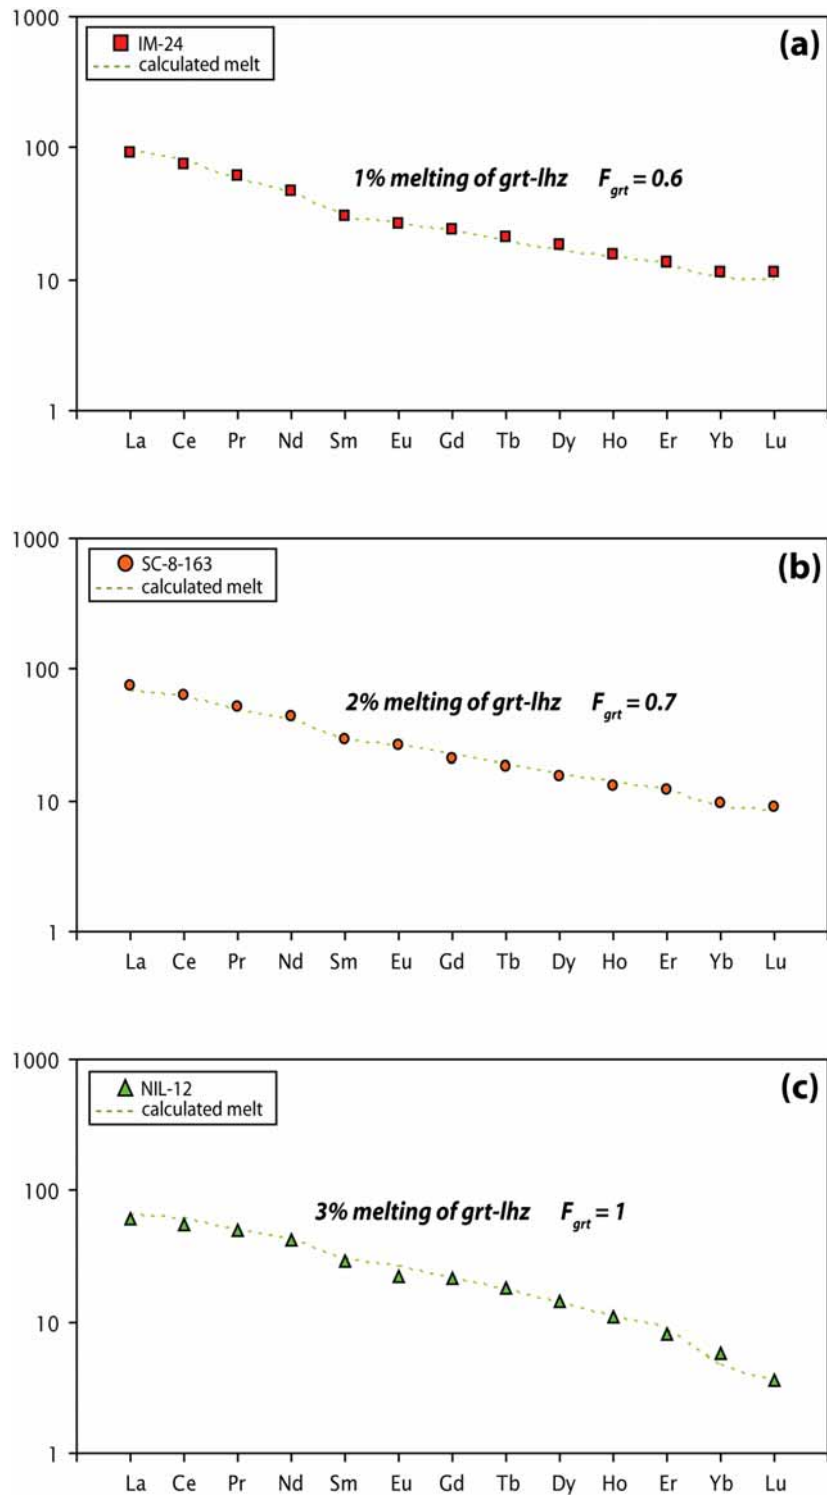 1000
IM-24
calculated melt
(a)
100
1% melting of grt-lhz F_grt = 0.6
10
1
La Ce Pr Nd Sm Eu Gd Tb Dy Ho Er Yb Lu
1000
SC-8-163
calculated melt
(b)
100
2% melting of grt-lhz F_grt = 0.7
10
1
La Ce Pr Nd Sm Eu Gd Tb Dy Ho Er Yb Lu
1000
NIL-12
calculated melt
(c)
100
3% melting of grt-lhz F_grt = 1
10
1
La Ce Pr Nd Sm Eu Gd Tb Dy Ho Er Yb Lu